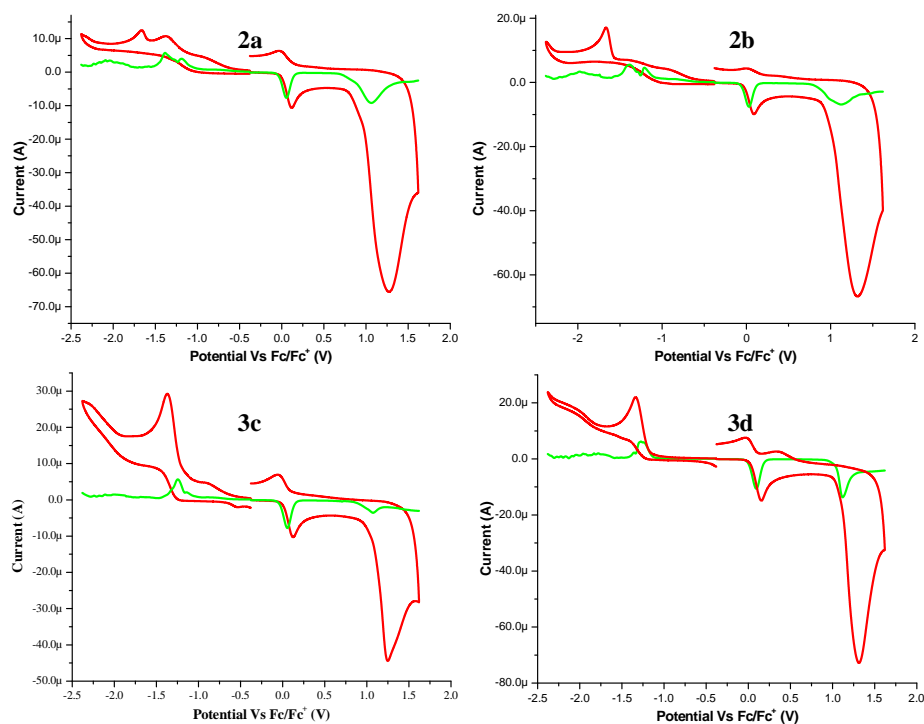 2a
10.0µ
0.0
-10.0µ
-20.0µ
-30.0µ
-40.0µ
-50.0µ
-60.0µ
-70.0µ
Current (A)
-2.5 -2.0 -1.5 -1.0 -0.5 0.0 0.5 1.0 1.5 2.0
Potential Vs Fc/Fc⁺ (V)
2b
20.0µ
0.0
-20.0µ
-40.0µ
-60.0µ
Current (A)
-2 -1 0 1 2
Potential Vs Fc/Fc⁺ (V)
3c
30.0µ
20.0µ
10.0µ
0.0
-10.0µ
-20.0µ
-30.0µ
-40.0µ
-50.0µ
Current (A)
-2.5 -2.0 -1.5 -1.0 -0.5 0.0 0.5 1.0 1.5 2.0
Potential Vs Fc/Fc⁺ (V)
3d
20.0µ
0.0
-20.0µ
-40.0µ
-60.0µ
-80.0µ
Current (A)
-2.5 -2.0 -1.5 -1.0 -0.5 0.0 0.5 1.0 1.5 2.0
Potential Vs Fc/Fc⁺ (V)